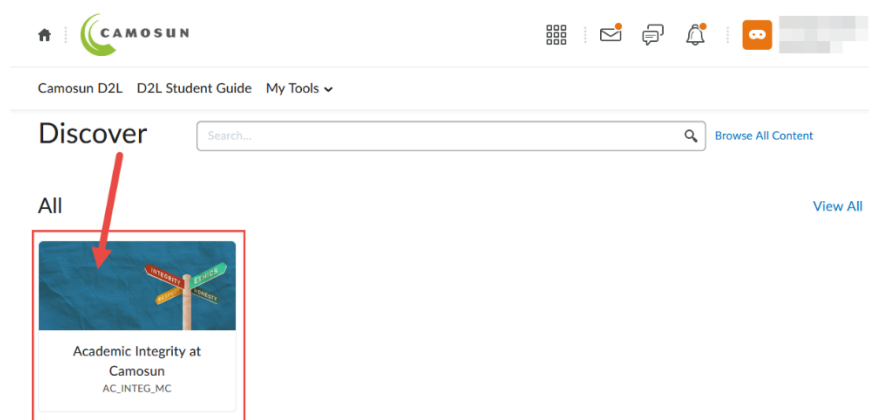 CAMOSUN
Camosun D2L D2L Student Guide My Tools
Discover
Search...
Browse All Content
All
View All
INTEGRITY
ETHICS
RESPECT
HONESTY
Academic Integrity at
Camosun
AC_INTEG_MC